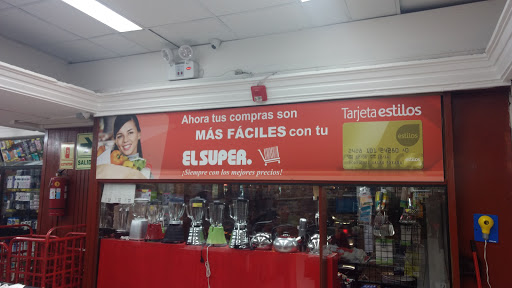 Ahora tus compras son
MÁS FÁCILES con tu
EL SUPER.
¡Siempre con los mejores precios!
Tarjeta estilos
estilos
SALIDA